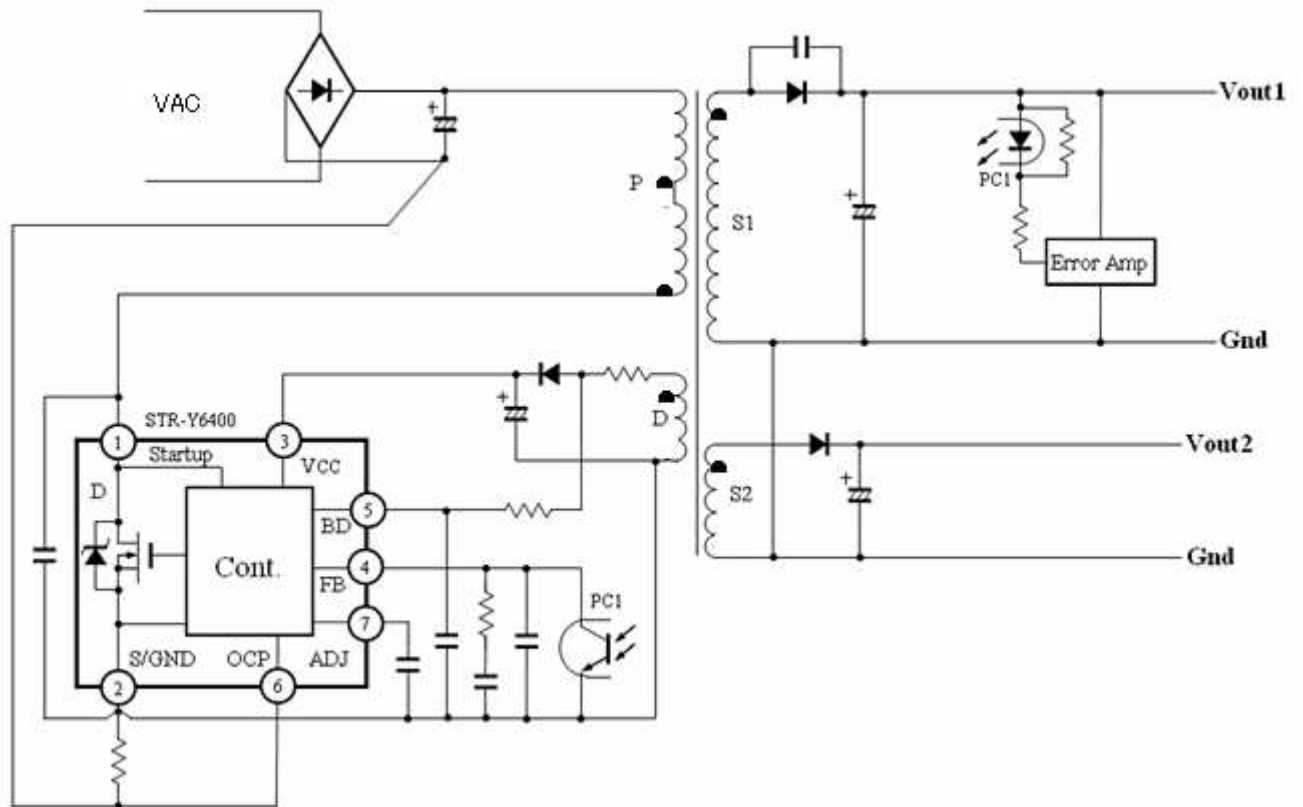 VAC
Vout1
P
PC1
S1
Error Amp
Gnd
STR-Y6400
D
1
3
Startup
VCC
Vout2
D
S2
BD
5
Cont.
FB
4
PC1
Gnd
7
S/GND
OCP
ADJ
2
6
+
+
+
+